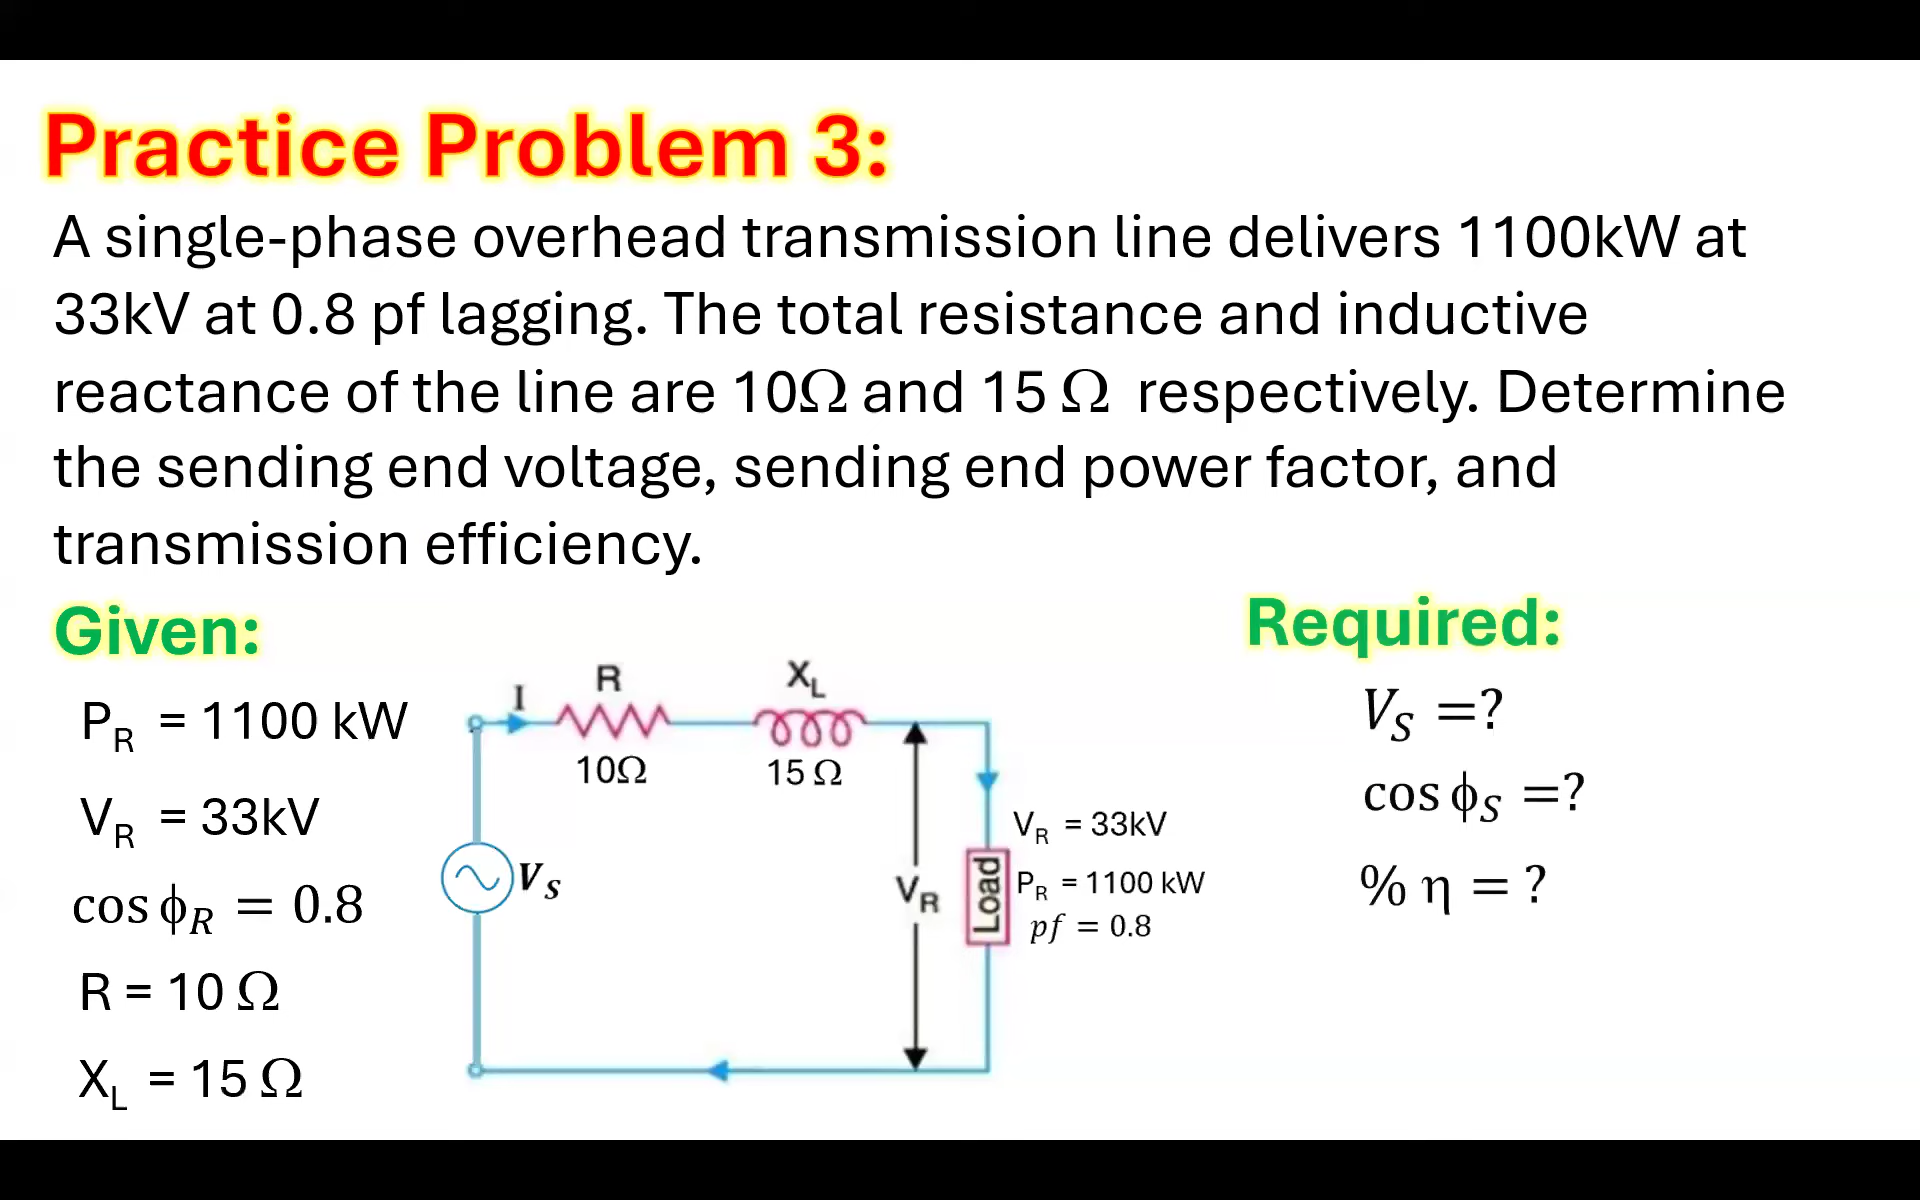 Practice Problem 3:
A single-phase overhead transmission line delivers 1100kW at
33kV at 0.8 pf lagging. The total resistance and inductive
reactance of the line are 10Ω and 15 Ω respectively. Determine
the sending end voltage, sending end power factor, and
transmission efficiency.
Given:
P_R = 1100 kW
V_R = 33kV
cos ϕ_R = 0.8
R = 10 Ω
X_L = 15 Ω
I
R
X_L
10Ω
15 Ω
V_S
V_R
Load
V_R = 33kV
P_R = 1100 kW
pf = 0.8
Required:
V_S =?
cos ϕ_S =?
% η = ?